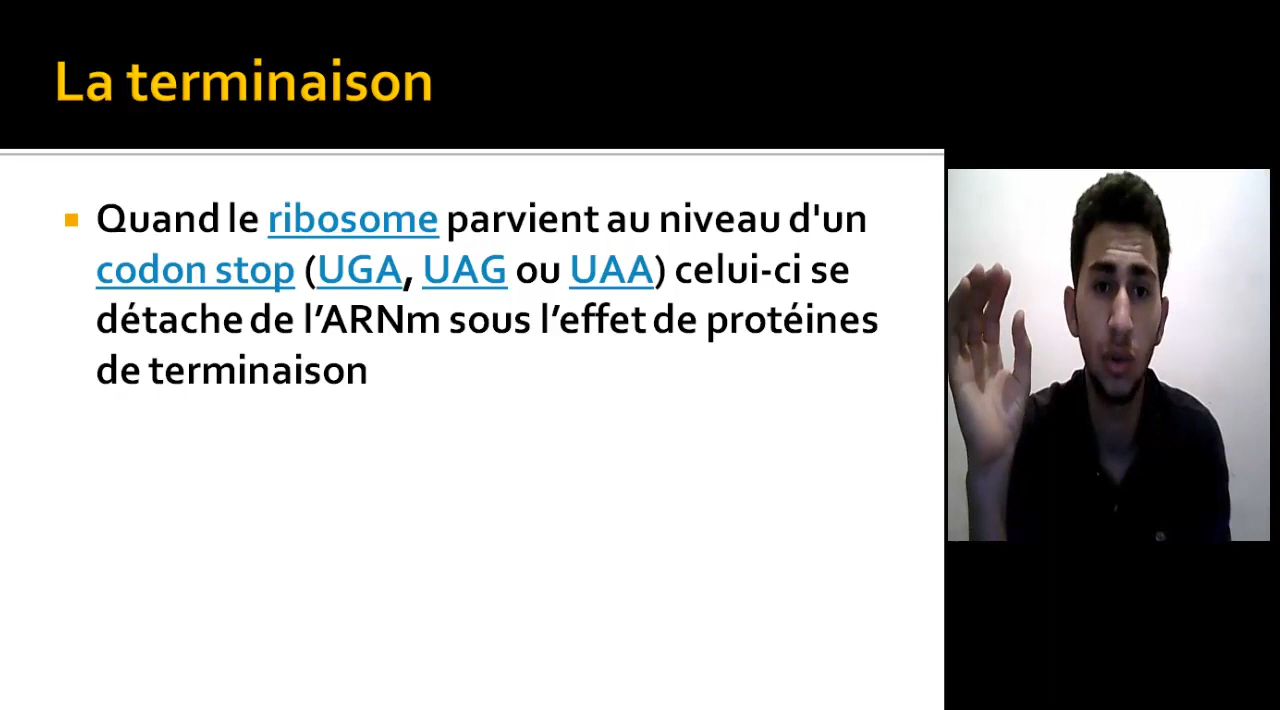 La terminaison
Quand le ribosome parvient au niveau d'un
codon stop (UGA, UAG ou UAA) celui-ci se
détache de l’ARNm sous l’effet de protéines
de terminaison